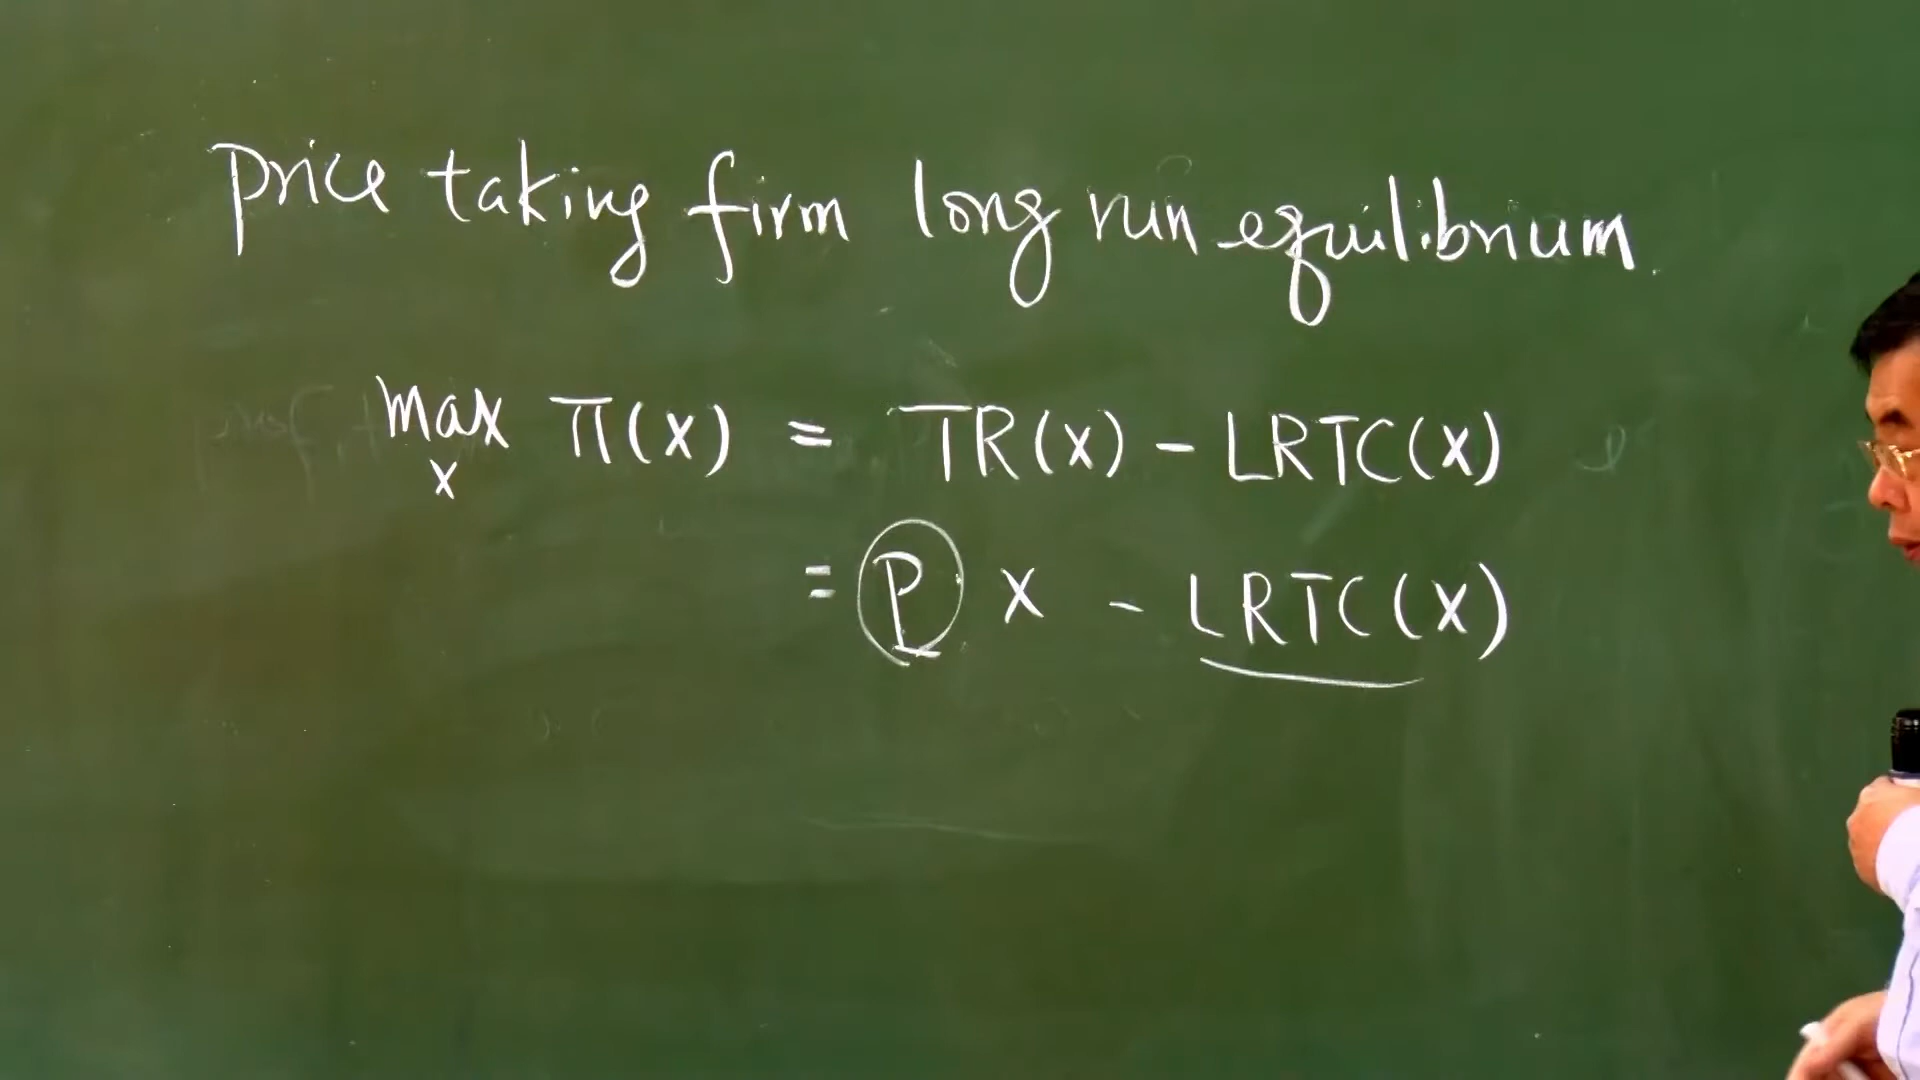 price taking firm long run equilibrium.
max π(x) = TR(x) - LRTC(x)
x
= P x - LRTC(x)